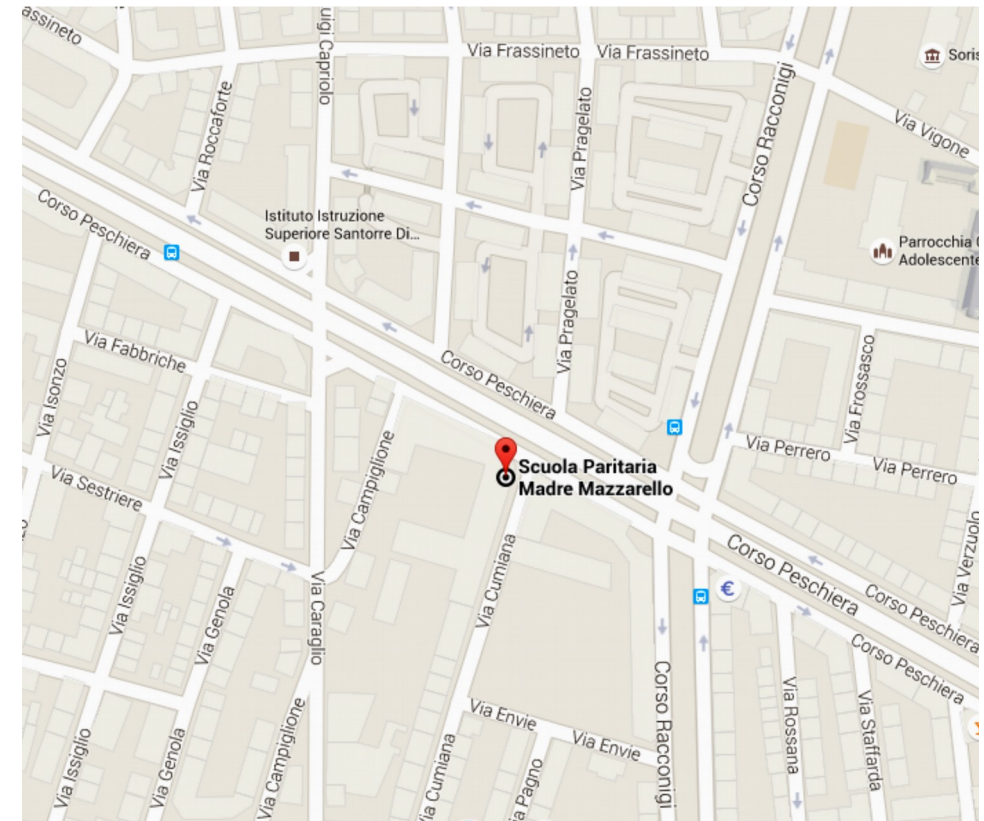 assineto
Via Frassineto
Via Frassineto
Soris
uigi Capriolo
Via Roccaforte
Via Pragelato
Corso Racconigi
Via Vigone
Corso Peschiera
Istituto Istruzione
Superiore Santorre Di...
Parrocchia
Adolescente
Via Pragelato
Via Fabbriche
Corso Peschiera
Via Frossasco
Via Isonzo
Via Issiglio
Via Campiglione
Via Perrero
Via Perrero
Scuola Paritaria
Madre Mazzarello
Via Sestriere
Via Verzuolo
Via Cumiana
Corso Peschiera
Via Issiglio
Via Genola
Via Caraglio
€
Corso Peschiera
Corso Peschiera
Via Envie
Via Envie
Corso Racconigi
Via Rossana
Via Staffarda
Via Issiglio
Via Genola
Via Campiglione
Via Cumiana
a Pagno